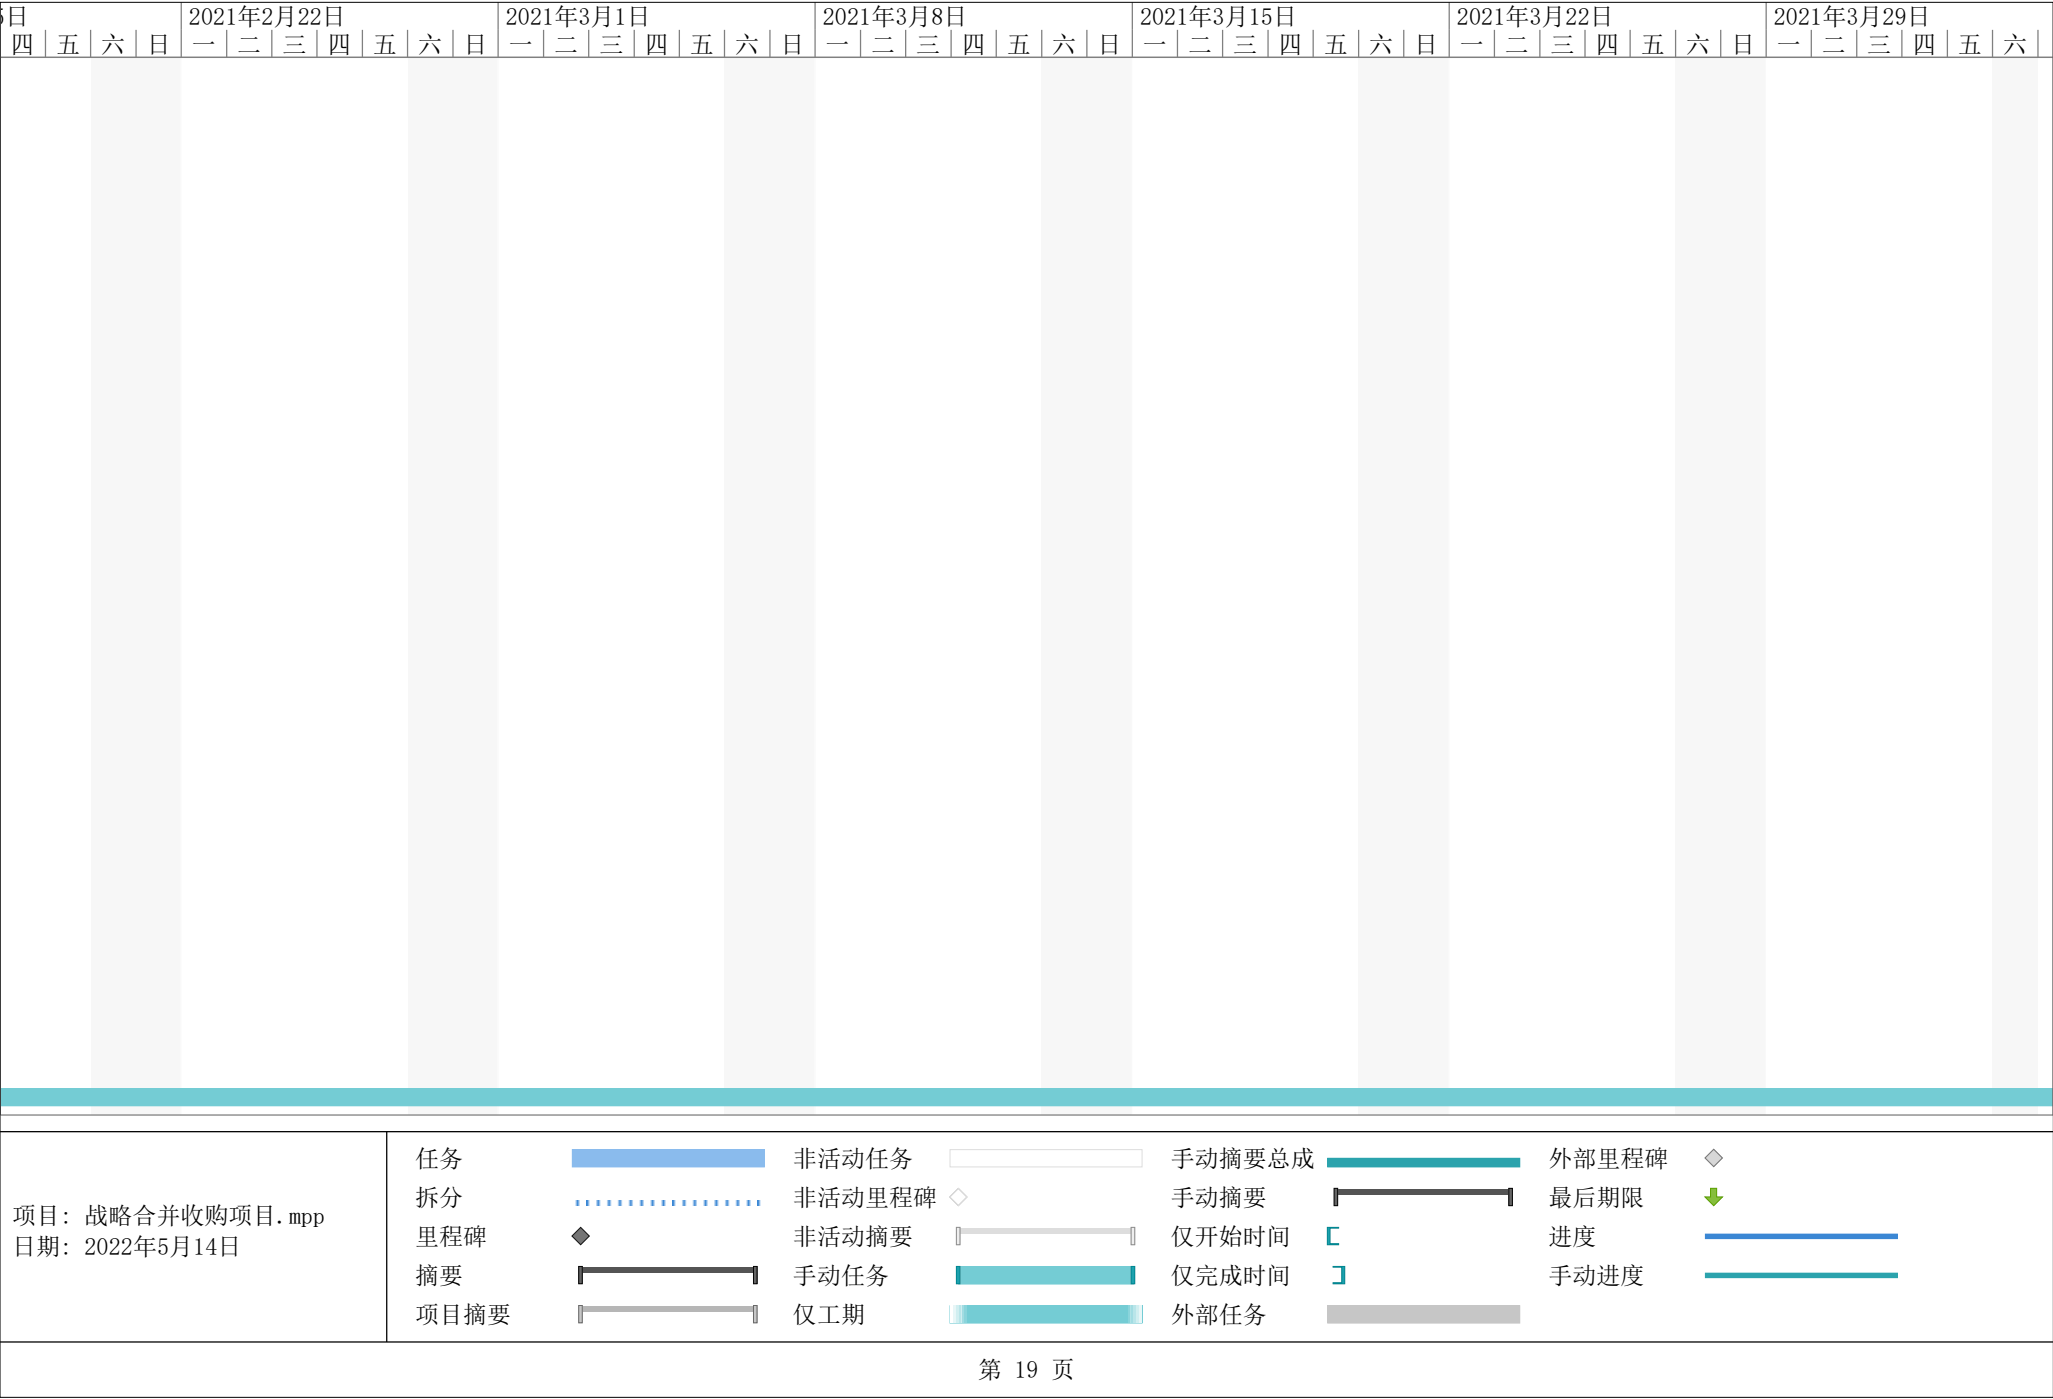 5日 2021年2月22日 2021年3月1日 2021年3月8日 2021年3月15日 2021年3月22日 2021年3月29日
四 五 六 日 一 二 三 四 五 六 日 一 二 三 四 五 六 日 一 二 三 四 五 六 日 一 二 三 四 五 六 日 一 二 三 四 五 六 日 一 二 三 四 五 六
项目: 战略合并收购项目.mpp
日期: 2022年5月14日
任务 非活动任务 手动摘要总成 外部里程碑
拆分 非活动里程碑 手动摘要 最后期限
里程碑 非活动摘要 仅开始时间 进度
摘要 手动任务 仅完成时间 手动进度
项目摘要 仅工期 外部任务
第 19 页